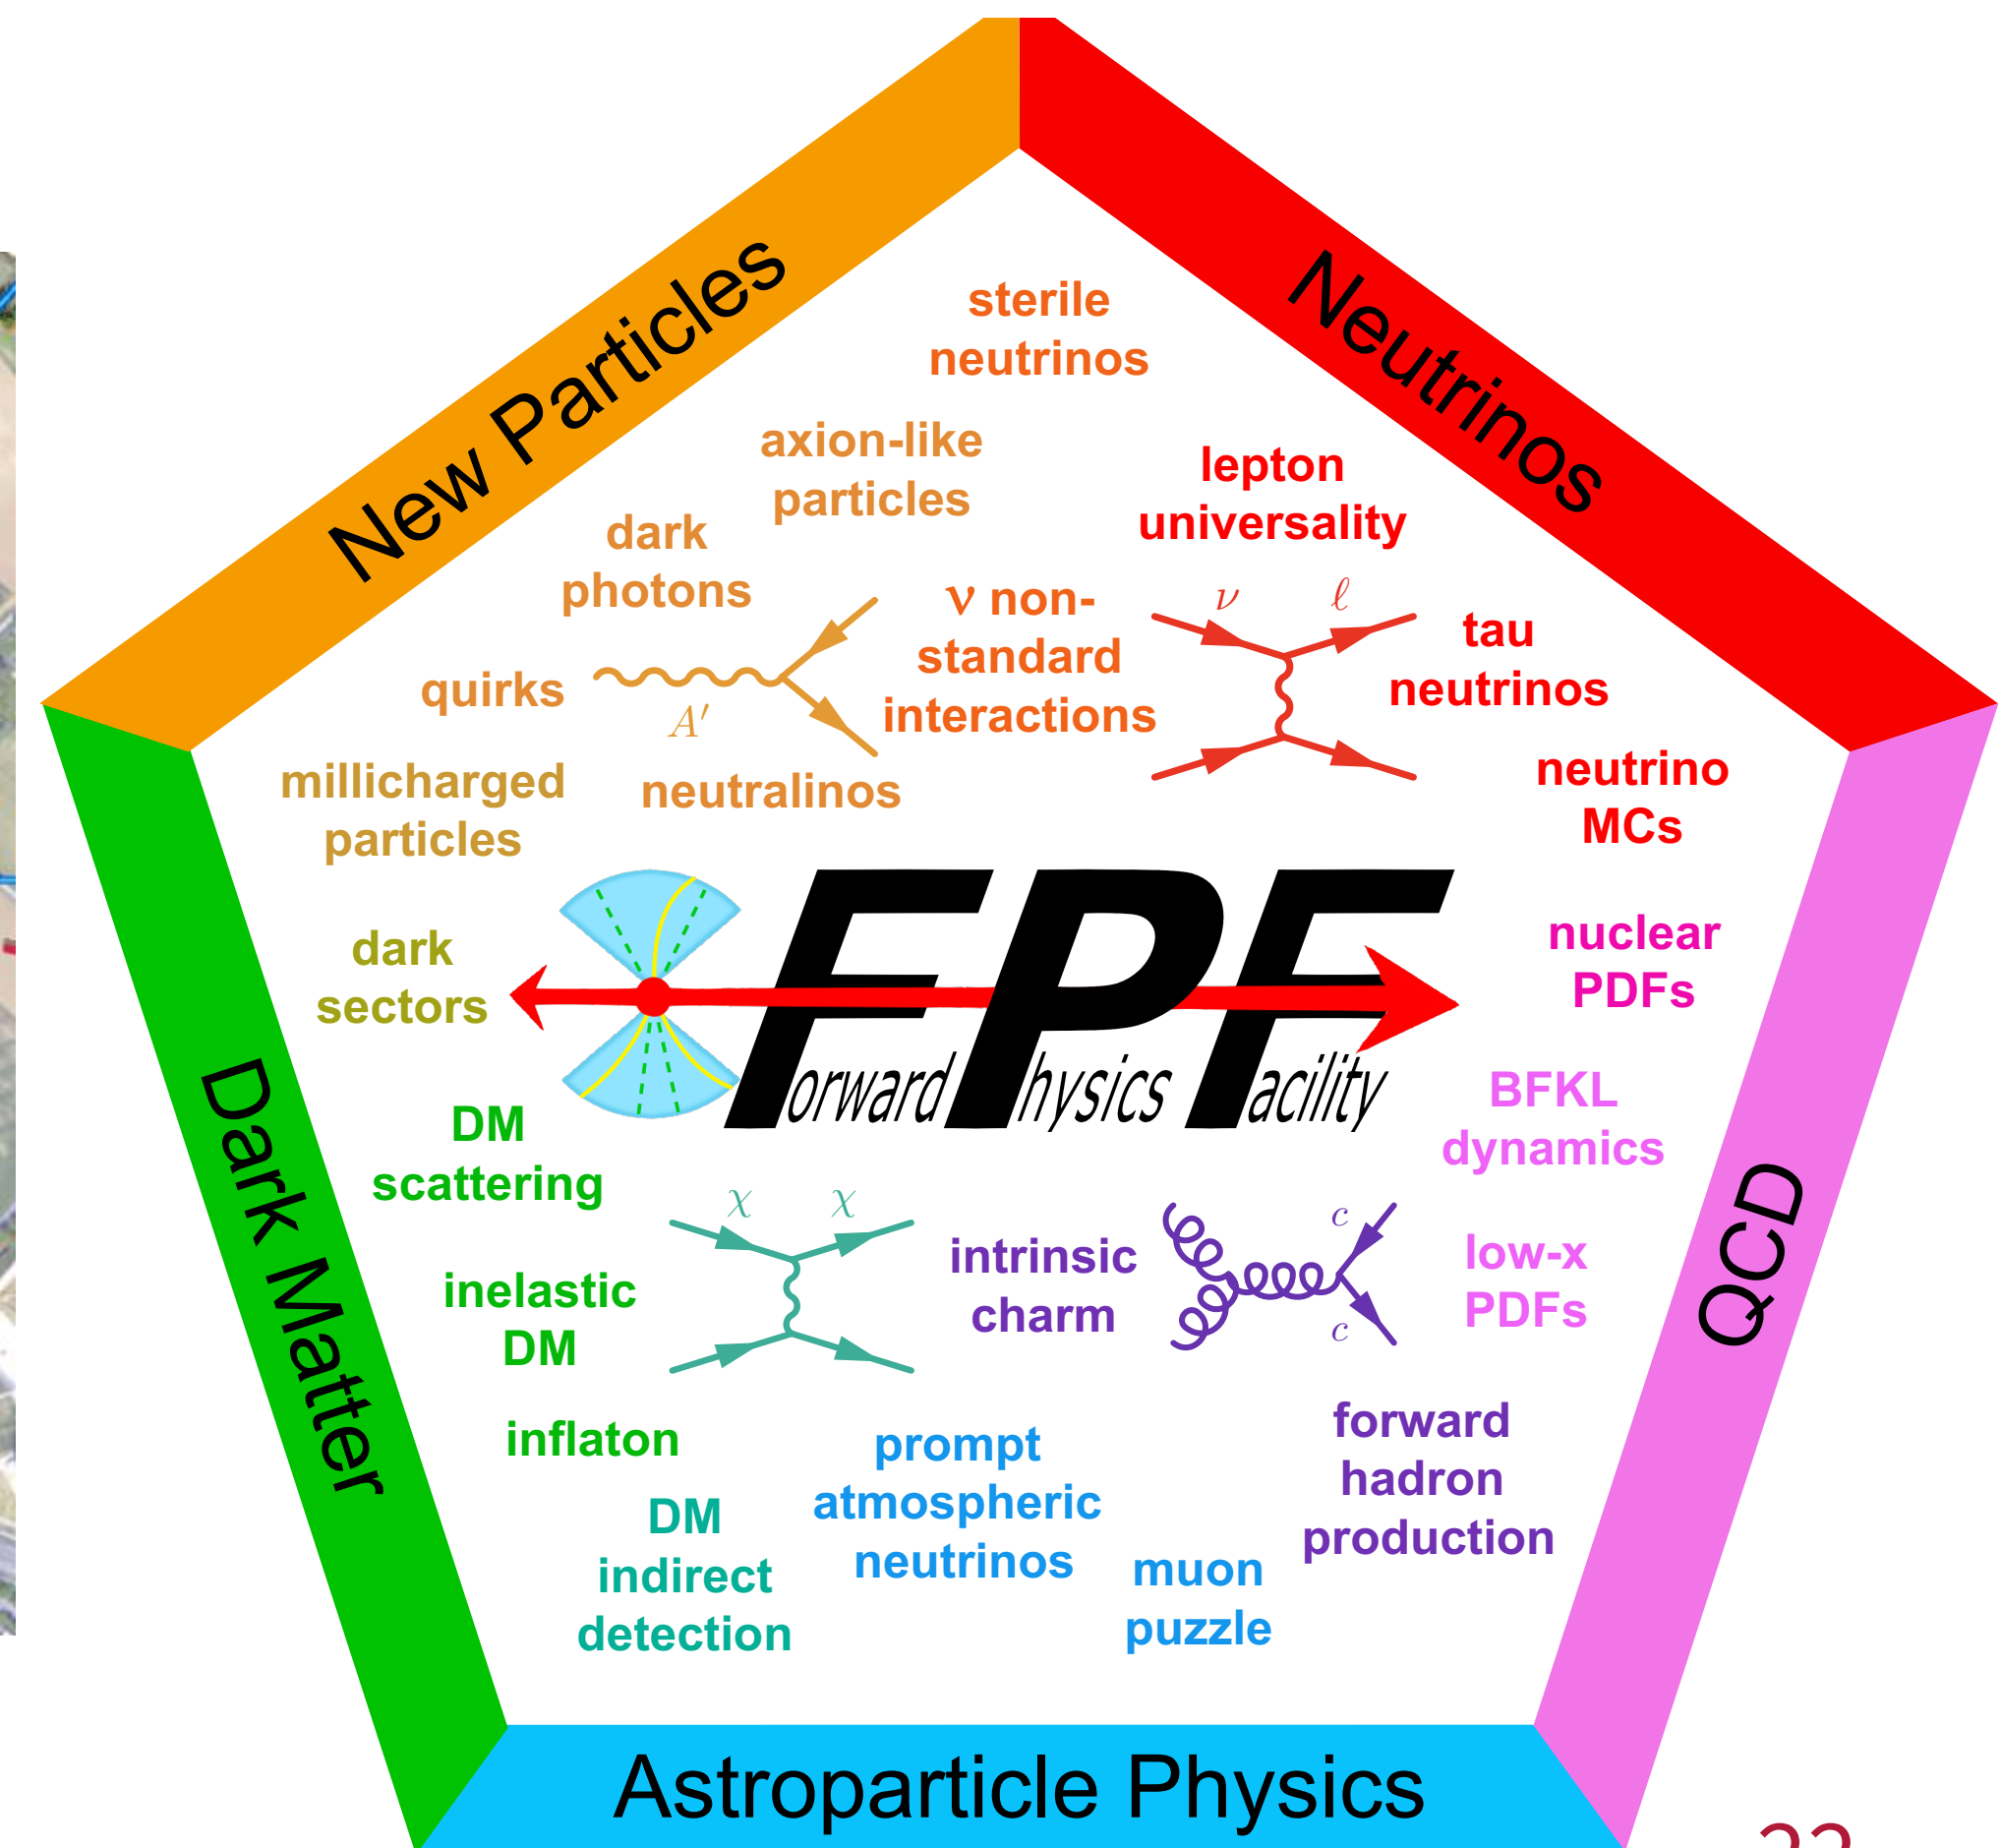 New Particles
Neutrinos
sterile
neutrinos
axion-like
particles
lepton
universality
dark
photons
ν non-
standard
interactions
ν ℓ
tau
neutrinos
quirks
A′
neutralinos
millicharged
particles
neutrino
MCs
dark
sectors
FPF
Forward Physics Facility
nuclear
PDFs
BFKL
dynamics
DM
scattering
χ χ
Dark Matter
QCD
inelastic
DM
intrinsic
charm
c
c
low-x
PDFs
inflaton
prompt
atmospheric
neutrinos
forward
hadron
production
DM
indirect
detection
muon
puzzle
Astroparticle Physics